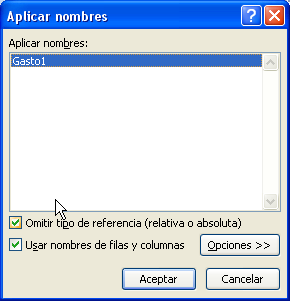 Aplicar nombres
Aplicar nombres:
Gasto1
Omitir tipo de referencia (relativa o absoluta)
Usar nombres de filas y columnas
Opciones >>
Aceptar
Cancelar